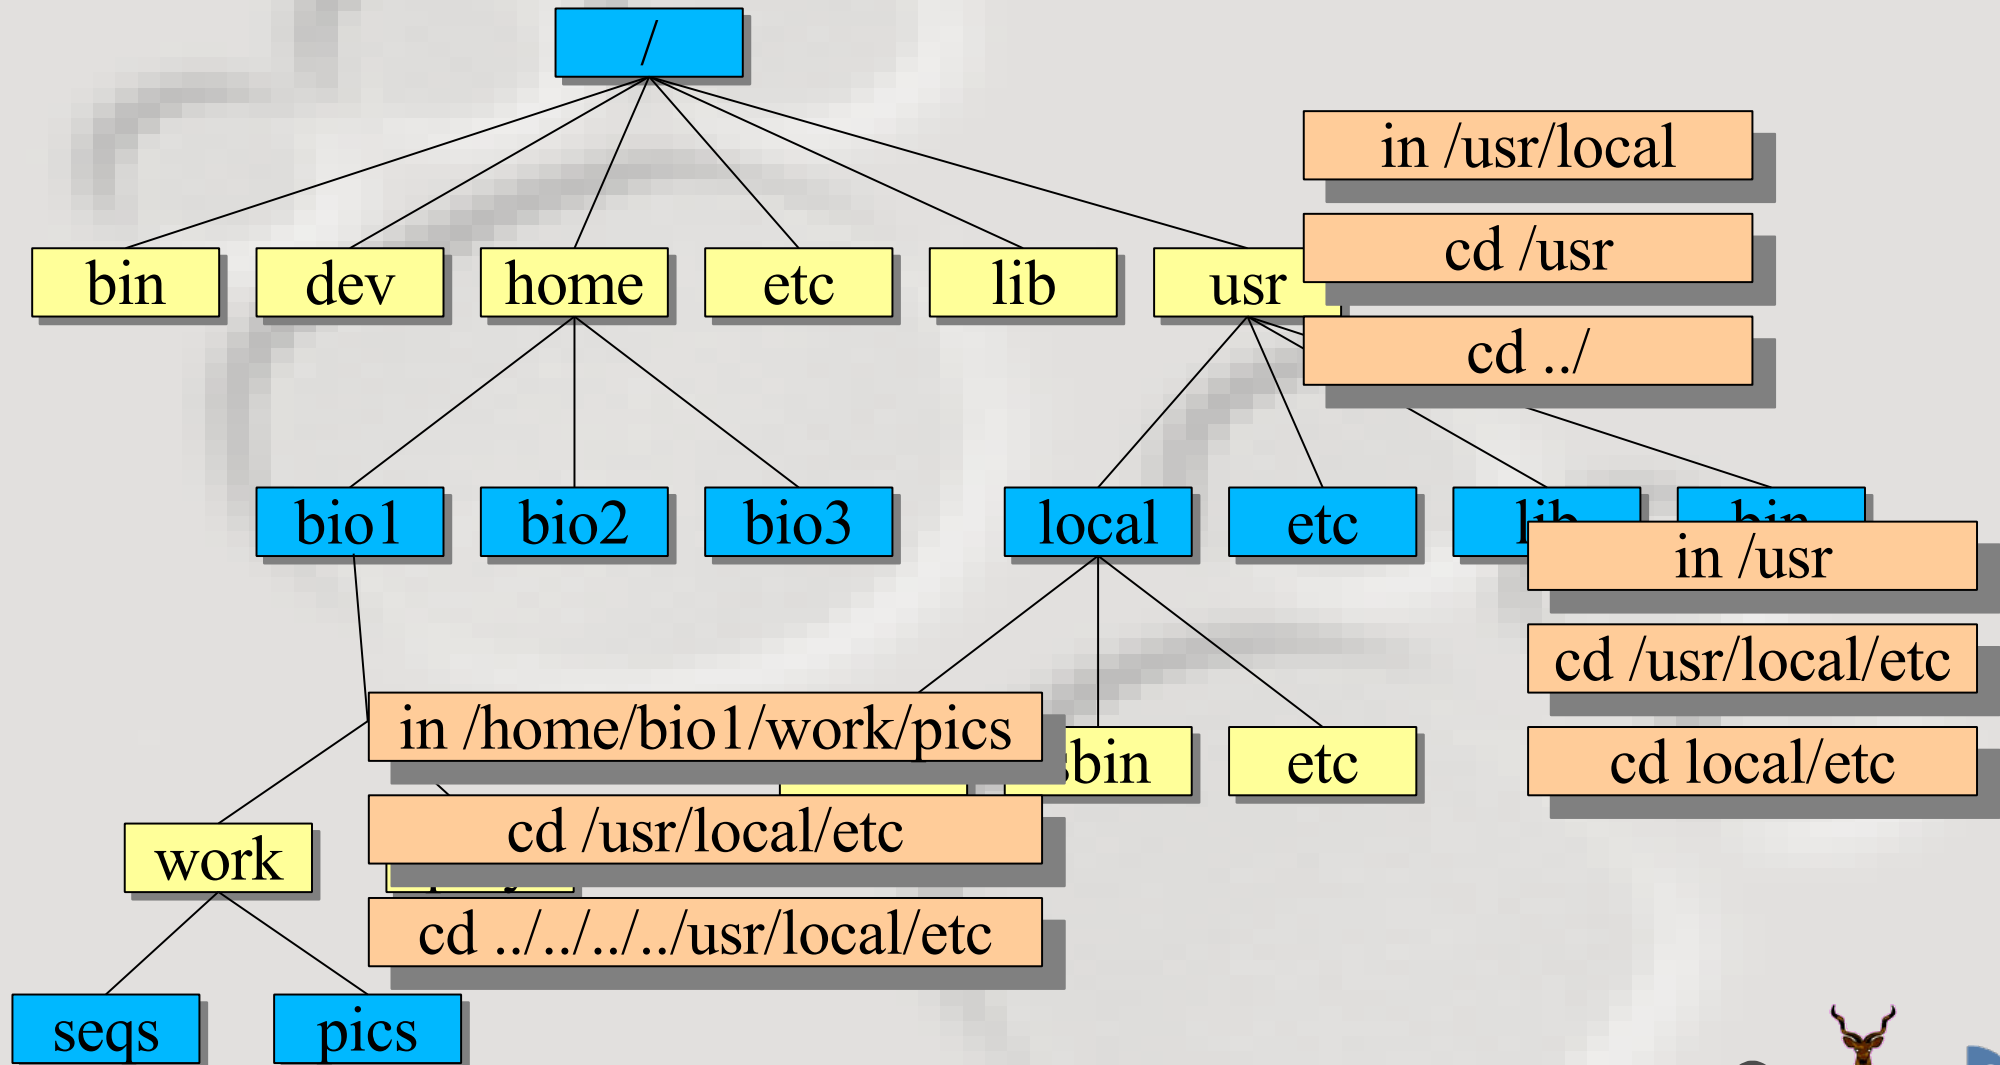 /
in /usr/local
cd /usr
bin
dev
home
etc
lib
usr
cd ../
bio1
bio2
bio3
local
etc
lib
bin
in /usr
cd /usr/local/etc
in /home/bio1/work/pics
sbin
etc
cd local/etc
cd /usr/local/etc
work
cd ../../../../usr/local/etc
seqs
pics